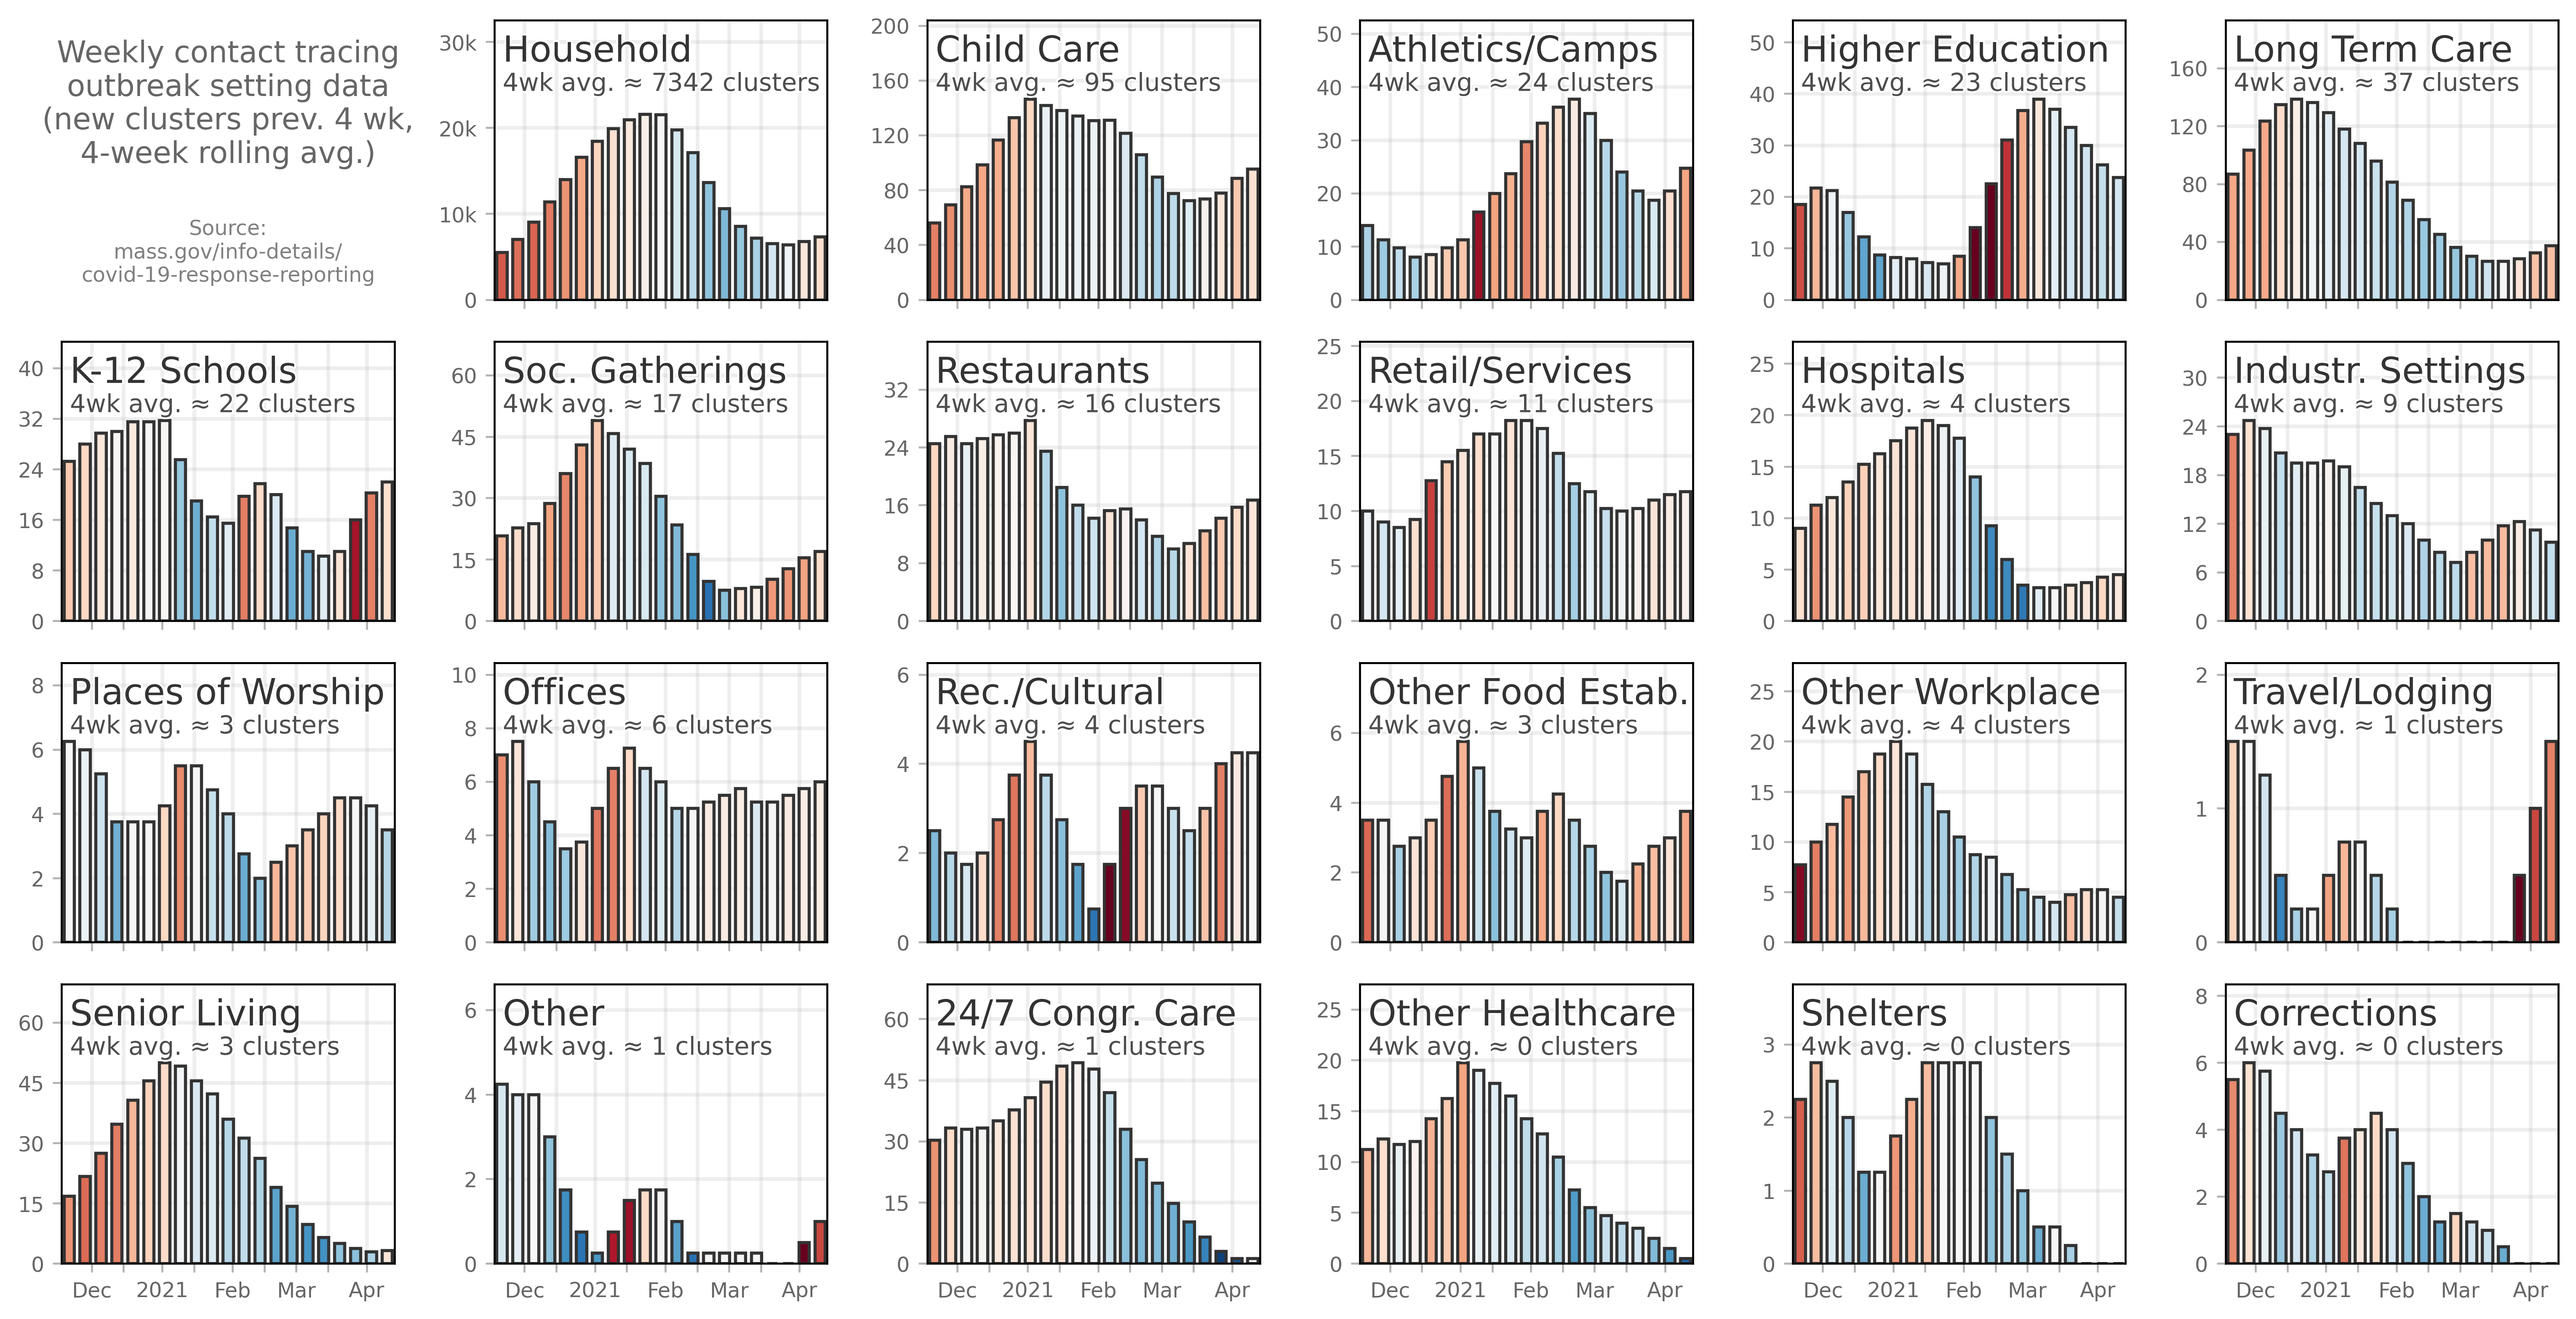 Weekly contact tracing
outbreak setting data
(new clusters prev. 4 wk,
4-week rolling avg.)
Source:
mass.gov/info-details/
covid-19-response-reporting
Household
4wk avg. ≈ 7342 clusters
30k
20k
10k
0
Child Care
4wk avg. ≈ 95 clusters
200
160
120
80
40
0
Athletics/Camps
4wk avg. ≈ 24 clusters
50
40
30
20
10
0
Higher Education
4wk avg. ≈ 23 clusters
50
40
30
20
10
0
Long Term Care
4wk avg. ≈ 37 clusters
160
120
80
40
0
K-12 Schools
4wk avg. ≈ 22 clusters
40
32
24
16
8
0
Soc. Gatherings
4wk avg. ≈ 17 clusters
60
45
30
15
0
Restaurants
4wk avg. ≈ 16 clusters
32
24
16
8
0
Retail/Services
4wk avg. ≈ 11 clusters
25
20
15
10
5
0
Hospitals
4wk avg. ≈ 4 clusters
25
20
15
10
5
0
Industr. Settings
4wk avg. ≈ 9 clusters
30
24
18
12
6
0
Places of Worship
4wk avg. ≈ 3 clusters
8
6
4
2
0
Offices
4wk avg. ≈ 6 clusters
10
8
6
4
2
0
Rec./Cultural
4wk avg. ≈ 4 clusters
6
4
2
0
Other Food Estab.
4wk avg. ≈ 3 clusters
6
4
2
0
Other Workplace
4wk avg. ≈ 4 clusters
25
20
15
10
5
0
Travel/Lodging
4wk avg. ≈ 1 clusters
2
1
0
Senior Living
4wk avg. ≈ 3 clusters
60
45
30
15
0
Dec 2021 Feb Mar Apr
Other
4wk avg. ≈ 1 clusters
6
4
2
0
Dec 2021 Feb Mar Apr
24/7 Congr. Care
4wk avg. ≈ 1 clusters
60
45
30
15
0
Dec 2021 Feb Mar Apr
Other Healthcare
4wk avg. ≈ 0 clusters
25
20
15
10
5
0
Dec 2021 Feb Mar Apr
Shelters
4wk avg. ≈ 0 clusters
3
2
1
0
Dec 2021 Feb Mar Apr
Corrections
4wk avg. ≈ 0 clusters
8
6
4
2
0
Dec 2021 Feb Mar Apr